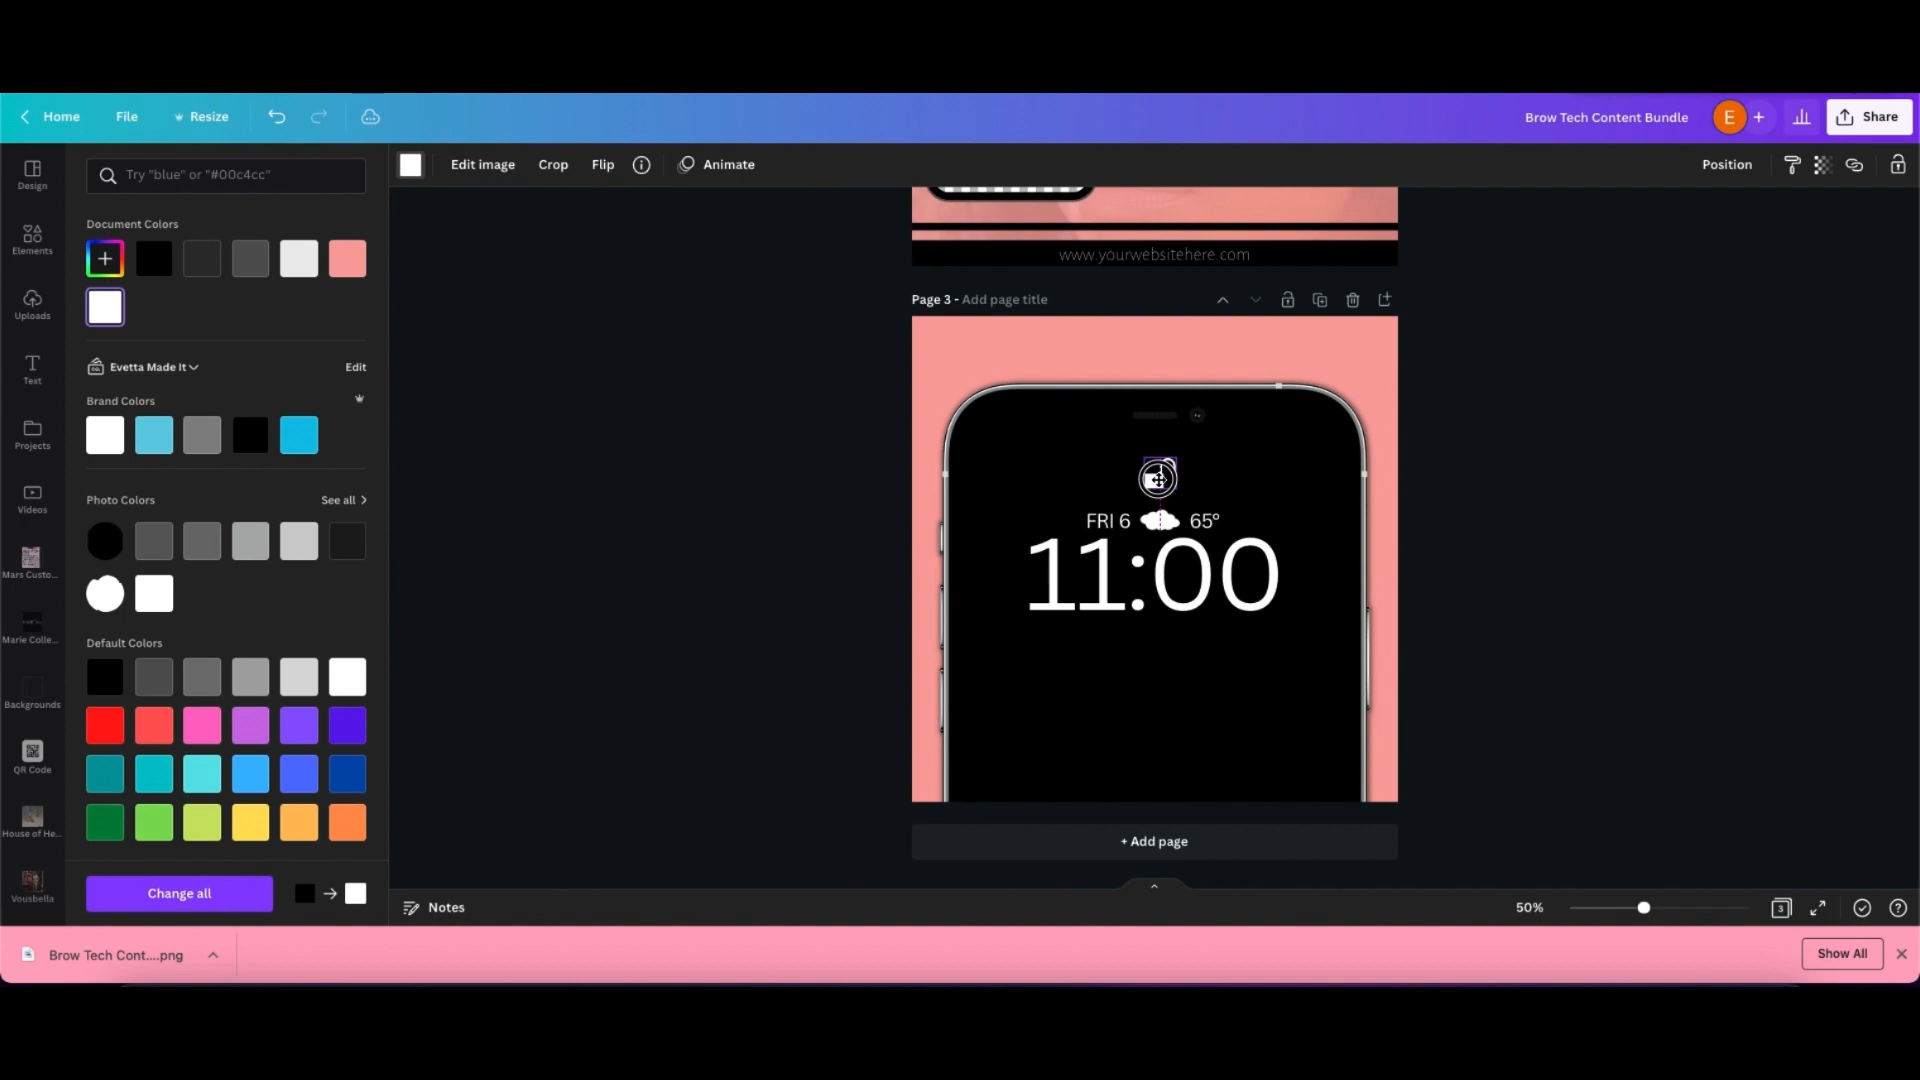 Home File Resize Brow Tech Content Bundle E + Share
Edit image Crop Flip Animate Position
Design
Elements
Uploads
Text
Projects
Videos
Mars Custo...
Marie Colle...
Backgrounds
QR Code
House of He...
Vousbella
Try "blue" or "#00c4cc"
Document Colors
Evetta Made It Edit
Brand Colors
Photo Colors See all
Default Colors
Change all
www.yourwebsitehere.com
Page 3 - Add page title
FRI 6 65º
11:00
+ Add page
Notes 50% 3
Brow Tech Cont....png Show All